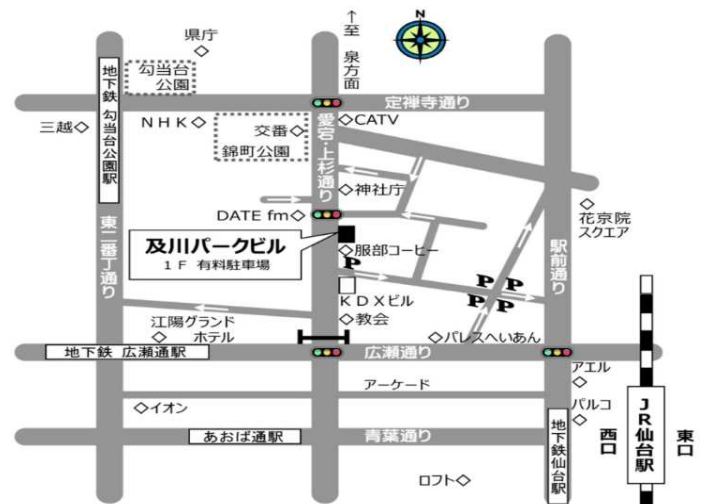 ↑至 泉方面
N
県庁
勾当台
公園
地下鉄 勾当台公園駅
定禅寺通り
三越
NHK
交番
錦町公園
CATV
愛宕・上杉通り
神社庁
DATE fm
花京院
スクエア
東二番丁通り
及川パークビル
1F 有料駐車場
服部コーヒー
駅前通り
P
P P
P P
KDXビル
教会
江陽グランド
ホテル
パレスへいあん
地下鉄 広瀬通駅
広瀬通り
アエル
アーケード
イオン
パルコ
JR仙台駅
西口
東口
あおば通駅
青葉通り
地下鉄仙台駅
ロフト